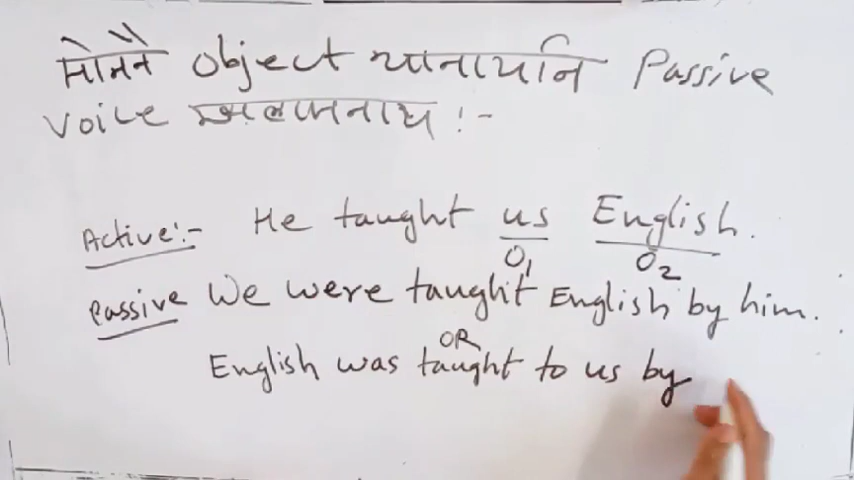 मोननै object थानायनि Passive
voice खालामनाय :-
Active:- He taught us English.
O1 O2
Passive We were taught English by him.
OR
English was taught to us by